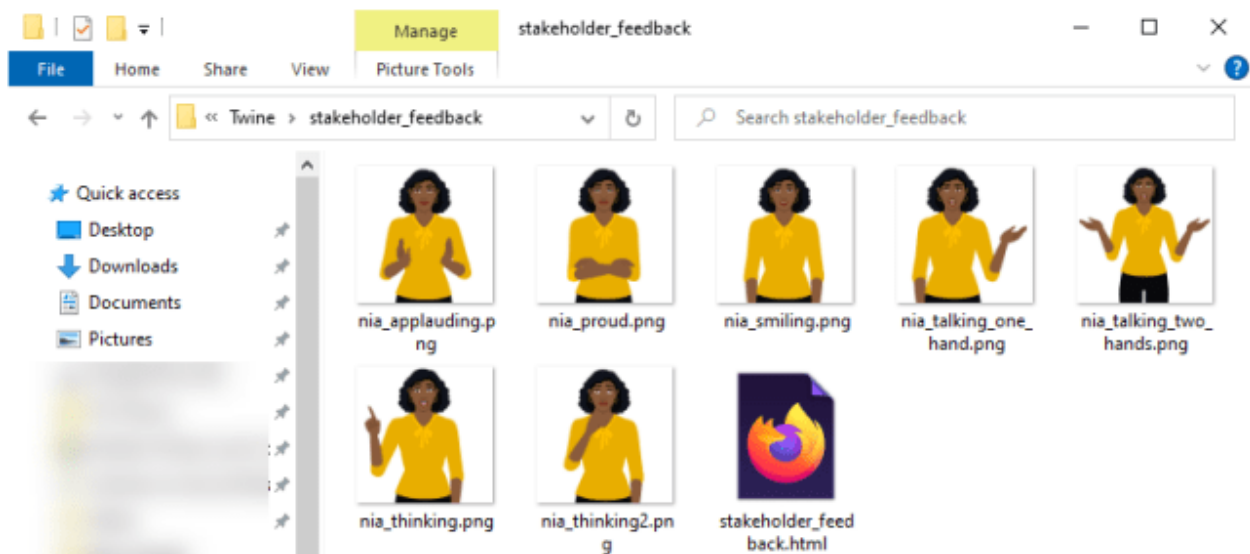 Manage
stakeholder_feedback
File
Home
Share
View
Picture Tools
« Twine > stakeholder_feedback
Search stakeholder_feedback
Quick access
Desktop
Downloads
Documents
Pictures
nia_applauding.p
ng
nia_proud.png
nia_smiling.png
nia_talking_one_
hand.png
nia_talking_two_
hands.png
nia_thinking.png
nia_thinking2.pn
g
stakeholder_feed
back.html